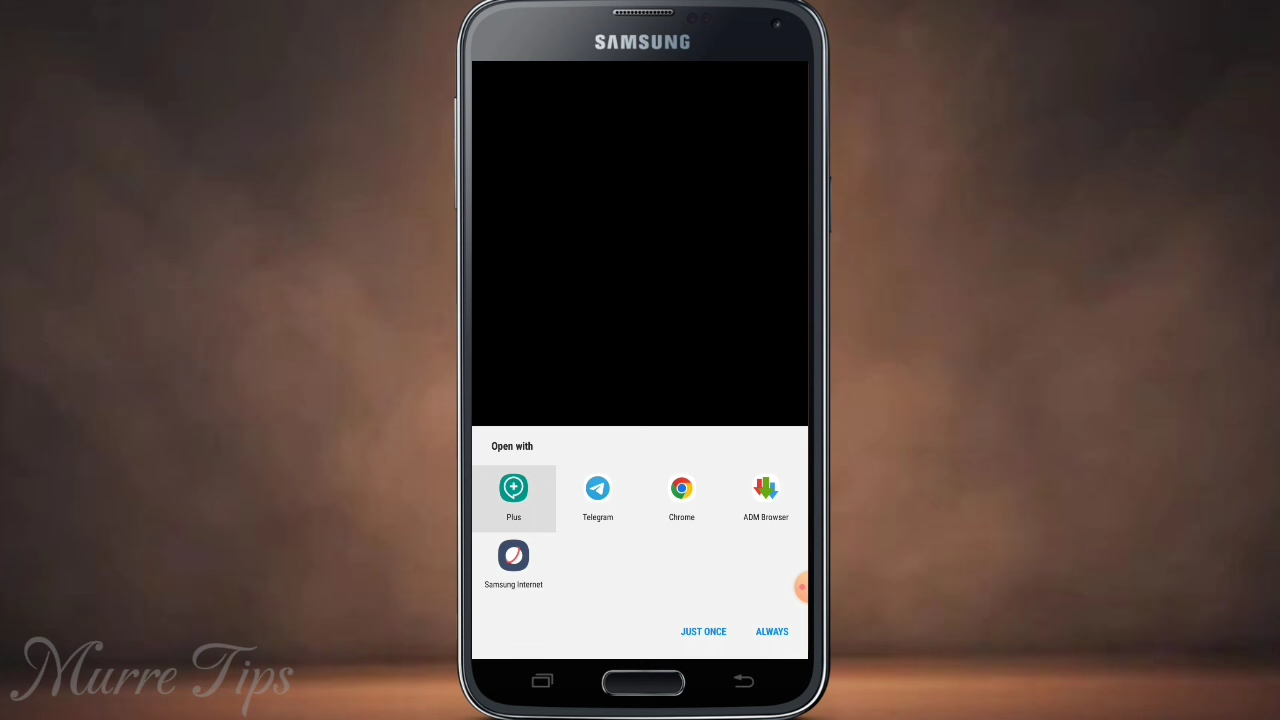 SAMSUNG
Open with
Plus
Telegram
Chrome
ADM Browser
Samsung Internet
JUST ONCE
ALWAYS
Murre Tips